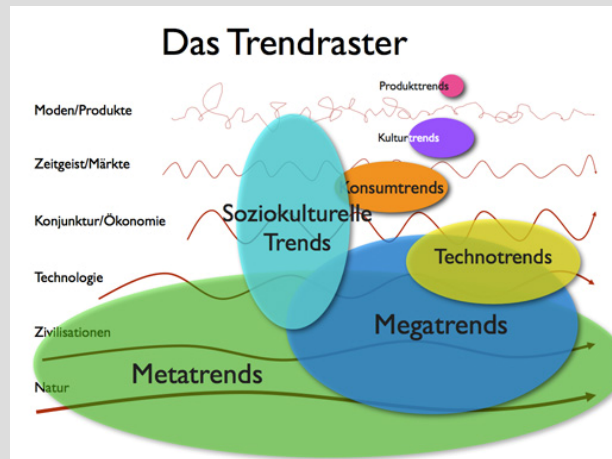 Das Trendraster
Produkttrends
Moden/Produkte
Kulturtrends
Zeitgeist/Märkte
Konsumtrends
Soziokulturelle
Trends
Konjunktur/Ökonomie
Technotrends
Technologie
Megatrends
Zivilisationen
Metatrends
Natur